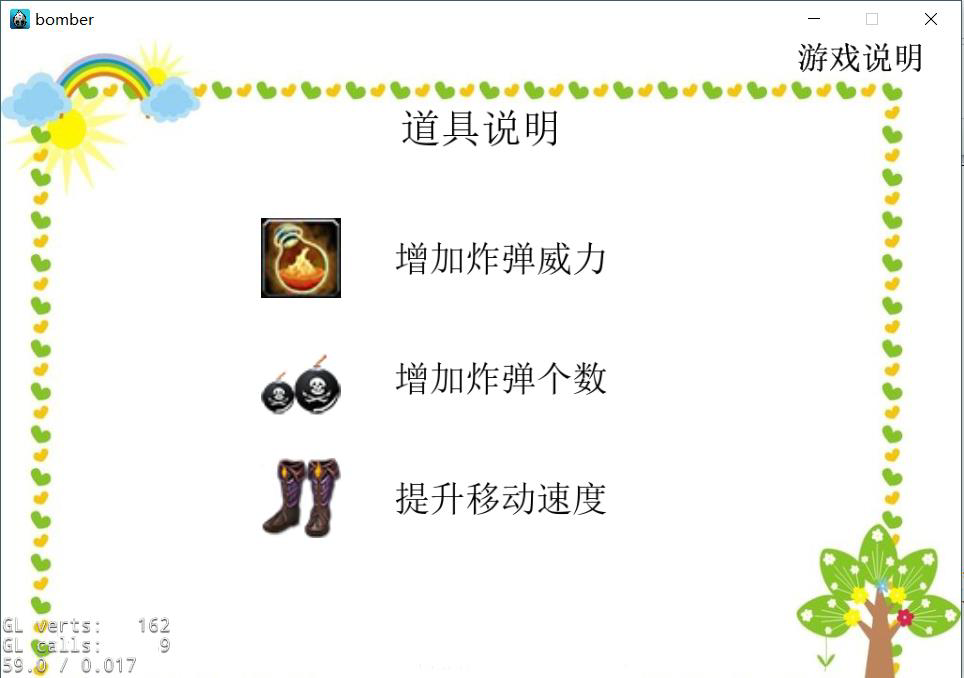 bomber
游戏说明
道具说明
增加炸弹威力
增加炸弹个数
提升移动速度
GL verts: 162
GL calls: 9
59.0 / 0.017